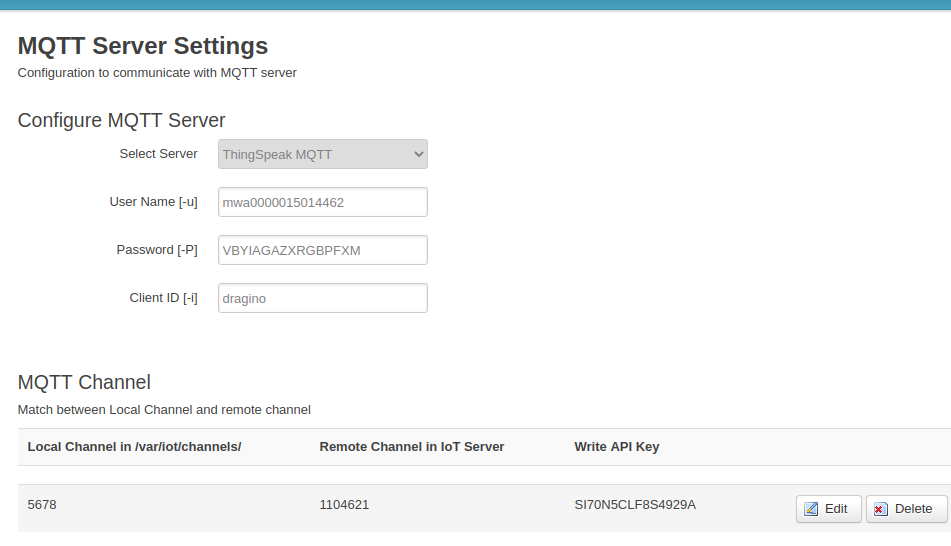 MQTT Server Settings
Configuration to communicate with MQTT server
Configure MQTT Server
Select Server ThingSpeak MQTT
User Name [-u] mwa0000015014462
Password [-P] VBYIAGAZXRGBPFXM
Client ID [-i] dragino
MQTT Channel
Match between Local Channel and remote channel
Local Channel in /var/iot/channels/ Remote Channel in IoT Server Write API Key
5678 1104621 SI70N5CLF8S4929A Edit Delete